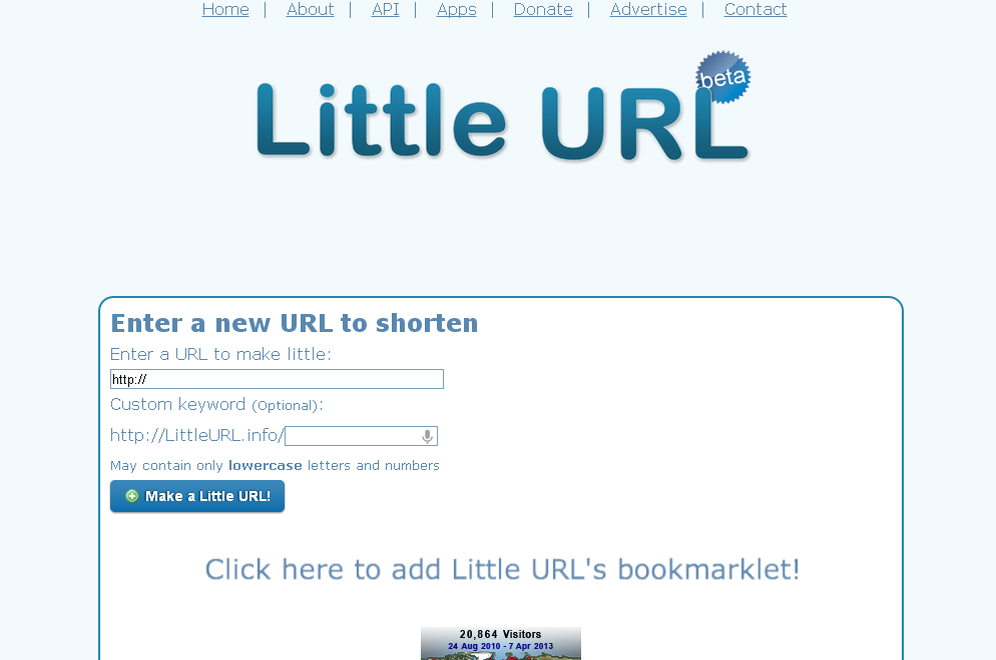 Home | About | API | Apps | Donate | Advertise | Contact
beta
Little URL
Enter a new URL to shorten
Enter a URL to make little:
http://
Custom keyword (Optional):
http://LittleURL.info/
May contain only lowercase letters and numbers
Make a Little URL!
Click here to add Little URL's bookmarklet!
20,864 Visitors
24 Aug 2010 - 7 Apr 2013